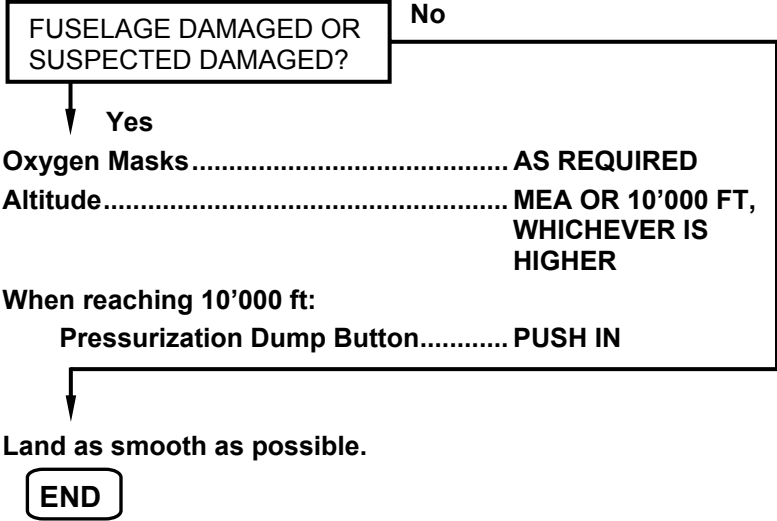 No
FUSELAGE DAMAGED OR
SUSPECTED DAMAGED?
Yes
Oxygen Masks........................................... AS REQUIRED
Altitude....................................................... MEA OR 10’000 FT,
WHICHEVER IS
HIGHER
When reaching 10’000 ft:
Pressurization Dump Button............ PUSH IN
Land as smooth as possible.
END